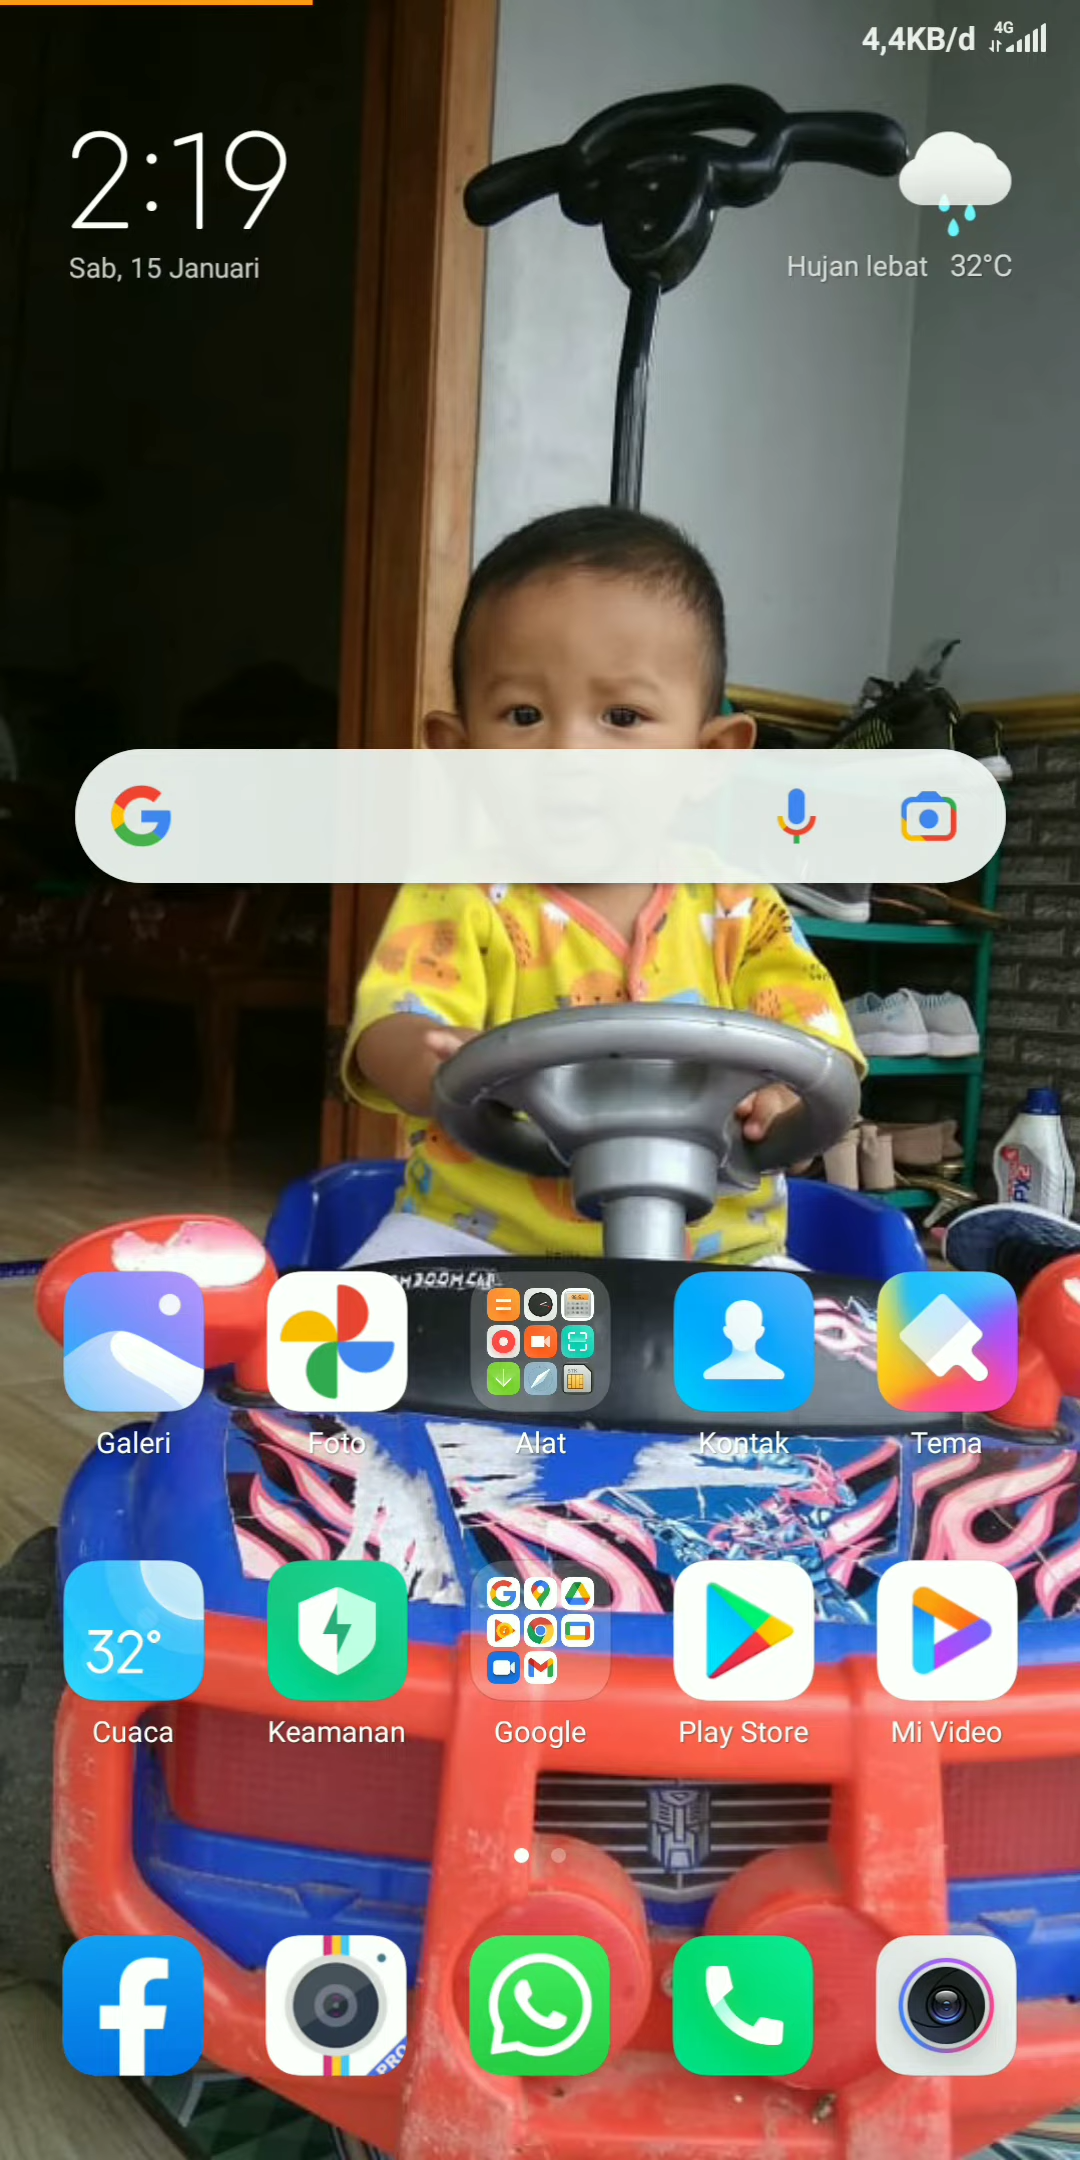 4,4KB/d 4G
2:19
Sab, 15 Januari
Hujan lebat 32°C
Galeri
Foto
Alat
Kontak
Tema
32°
Cuaca
Keamanan
Google
Play Store
Mi Video
PRO